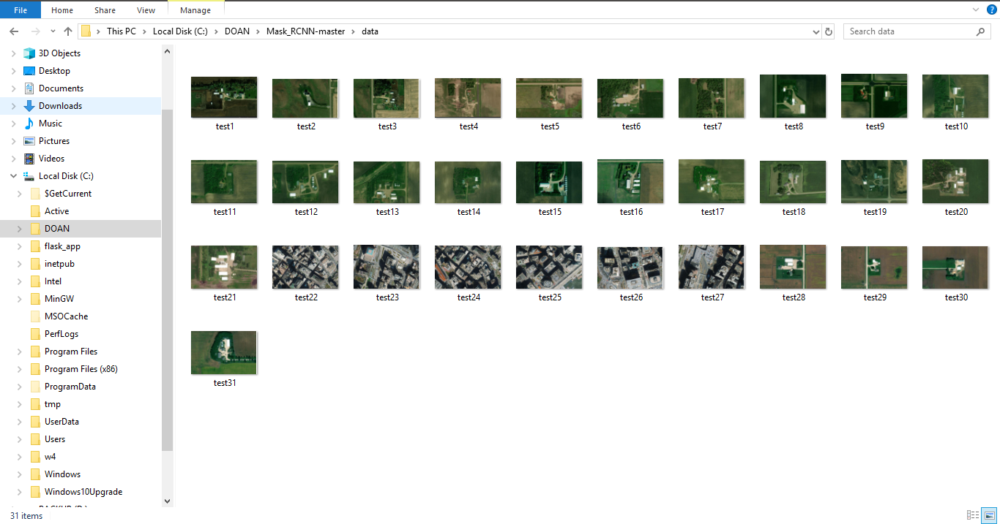 File Home Share View Manage
This PC Local Disk (C:) DOAN Mask_RCNN-master data Search data
3D Objects
Desktop
Documents
Downloads
Music
Pictures
Videos
Local Disk (C:)
$GetCurrent
Active
DOAN
flask_app
inetpub
Intel
MinGW
MSOCache
PerfLogs
Program Files
Program Files (x86)
ProgramData
tmp
UserData
Users
w4
Windows
Windows10Upgrade
test1 test2 test3 test4 test5 test6 test7 test8 test9 test10
test11 test12 test13 test14 test15 test16 test17 test18 test19 test20
test21 test22 test23 test24 test25 test26 test27 test28 test29 test30
test31
31 items